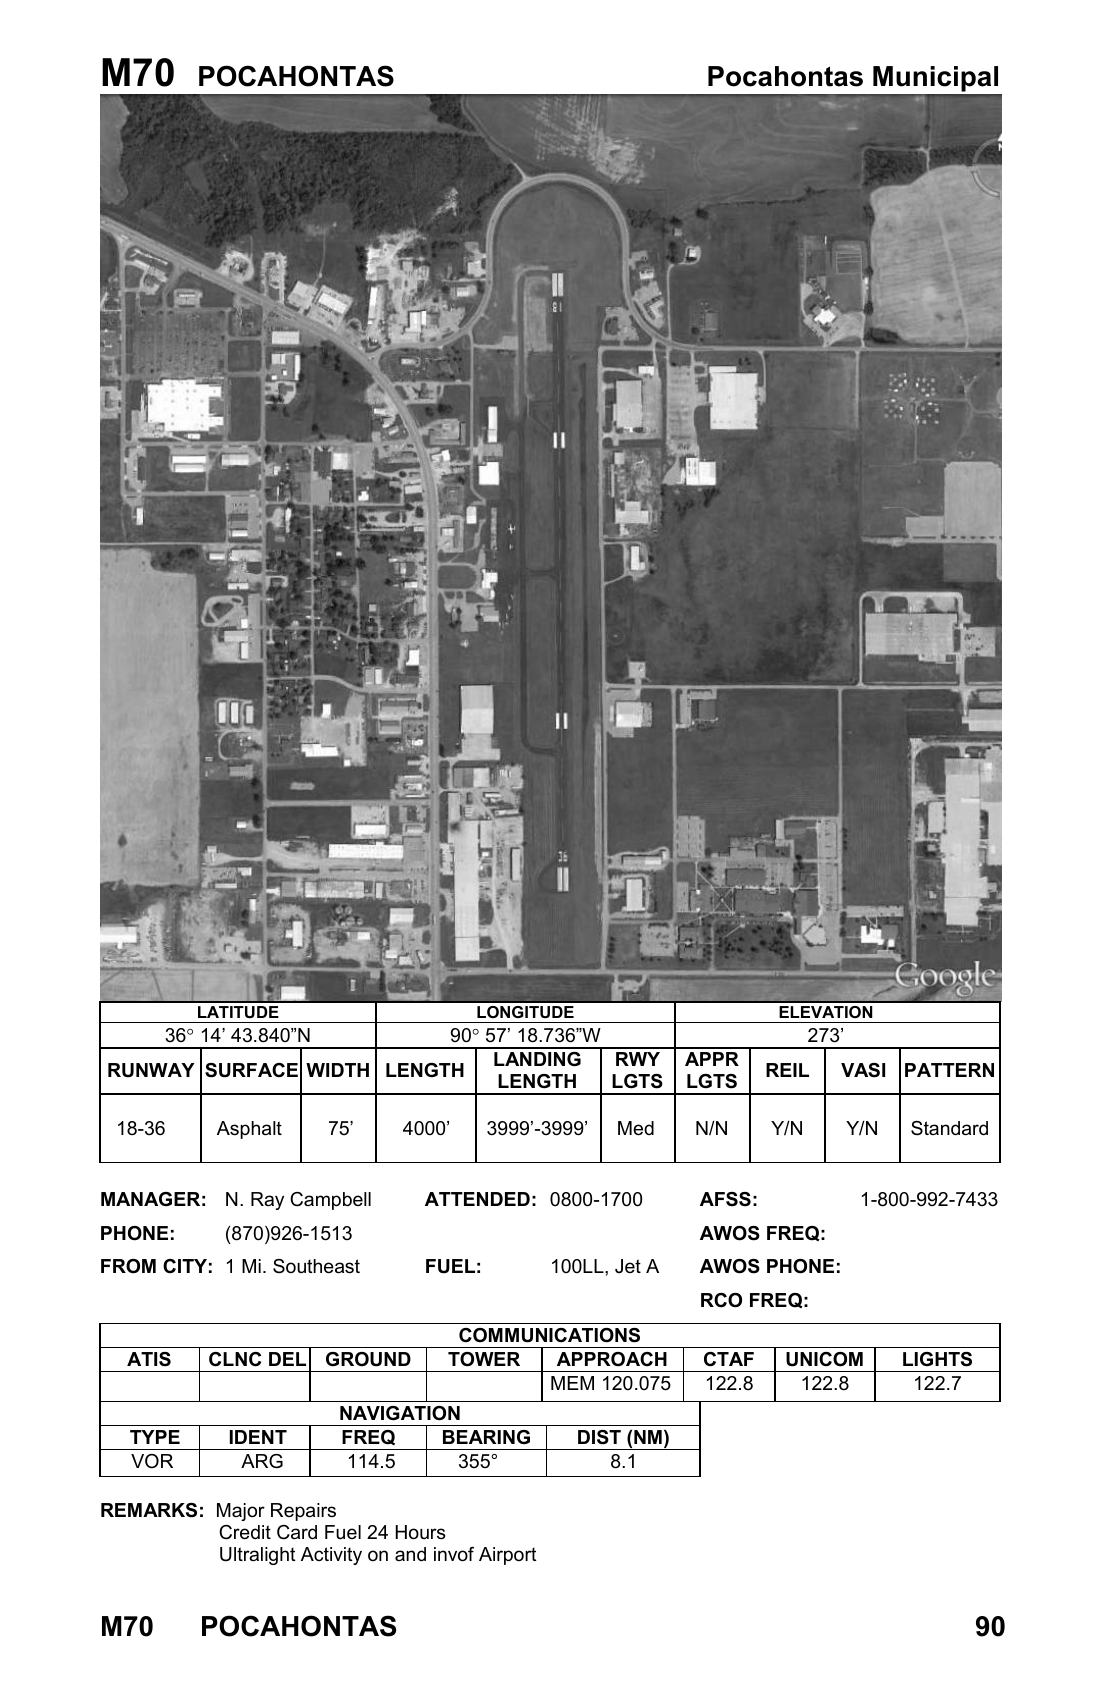 M70 POCAHONTAS Pocahontas Municipal
N
18
36
Google
LATITUDE LONGITUDE ELEVATION
36° 14’ 43.840”N 90° 57’ 18.736”W 273’
RUNWAY SURFACE WIDTH LENGTH LANDING LENGTH RWY LGTS APPR LGTS REIL VASI PATTERN
18-36 Asphalt 75’ 4000’ 3999’-3999’ Med N/N Y/N Y/N Standard
MANAGER: N. Ray Campbell ATTENDED: 0800-1700 AFSS: 1-800-992-7433
PHONE: (870)926-1513 AWOS FREQ:
FROM CITY: 1 Mi. Southeast FUEL: 100LL, Jet A AWOS PHONE:
RCO FREQ:
COMMUNICATIONS
ATIS CLNC DEL GROUND TOWER APPROACH CTAF UNICOM LIGHTS
MEM 120.075 122.8 122.8 122.7
NAVIGATION
TYPE IDENT FREQ BEARING DIST (NM)
VOR ARG 114.5 355° 8.1
REMARKS: Major Repairs
Credit Card Fuel 24 Hours
Ultralight Activity on and invof Airport
M70 POCAHONTAS 90